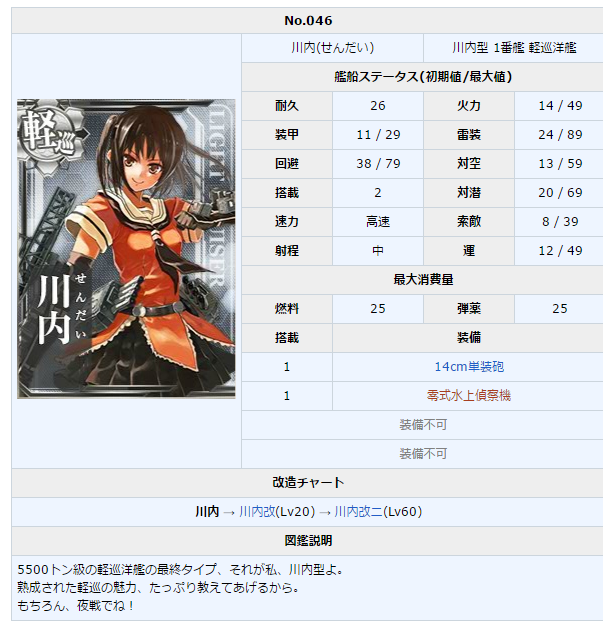 No.046
川内(せんだい)
川内型 1番艦 軽巡洋艦
軽巡
LIGHT CRUISER
川内
せんだい
艦船ステータス(初期値/最大値)
耐久 26 火力 14 / 49
装甲 11 / 29 雷装 24 / 89
回避 38 / 79 対空 13 / 59
搭載 2 対潜 20 / 69
速力 高速 索敵 8 / 39
射程 中 運 12 / 49
最大消費量
燃料 25 弾薬 25
搭載 装備
1 14cm単装砲
1 零式水上偵察機
装備不可
装備不可
改造チャート
川内 → 川内改(Lv20) → 川内改二(Lv60)
図鑑説明
5500トン級の軽巡洋艦の最終タイプ、それが私、川内型よ。
熟成された軽巡の魅力、たっぷり教えてあげるから。
もちろん、夜戦でね！